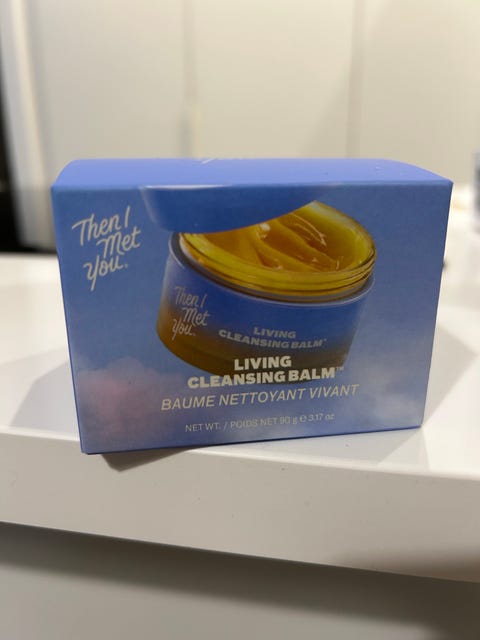 Then I
Met
You.
Then I
Met
You.
LIVING
CLEANSING BALM™
LIVING
CLEANSING BALM™
BAUME NETTOYANT VIVANT
NET WT. / POIDS NET 90 g ℮ 3.17 oz